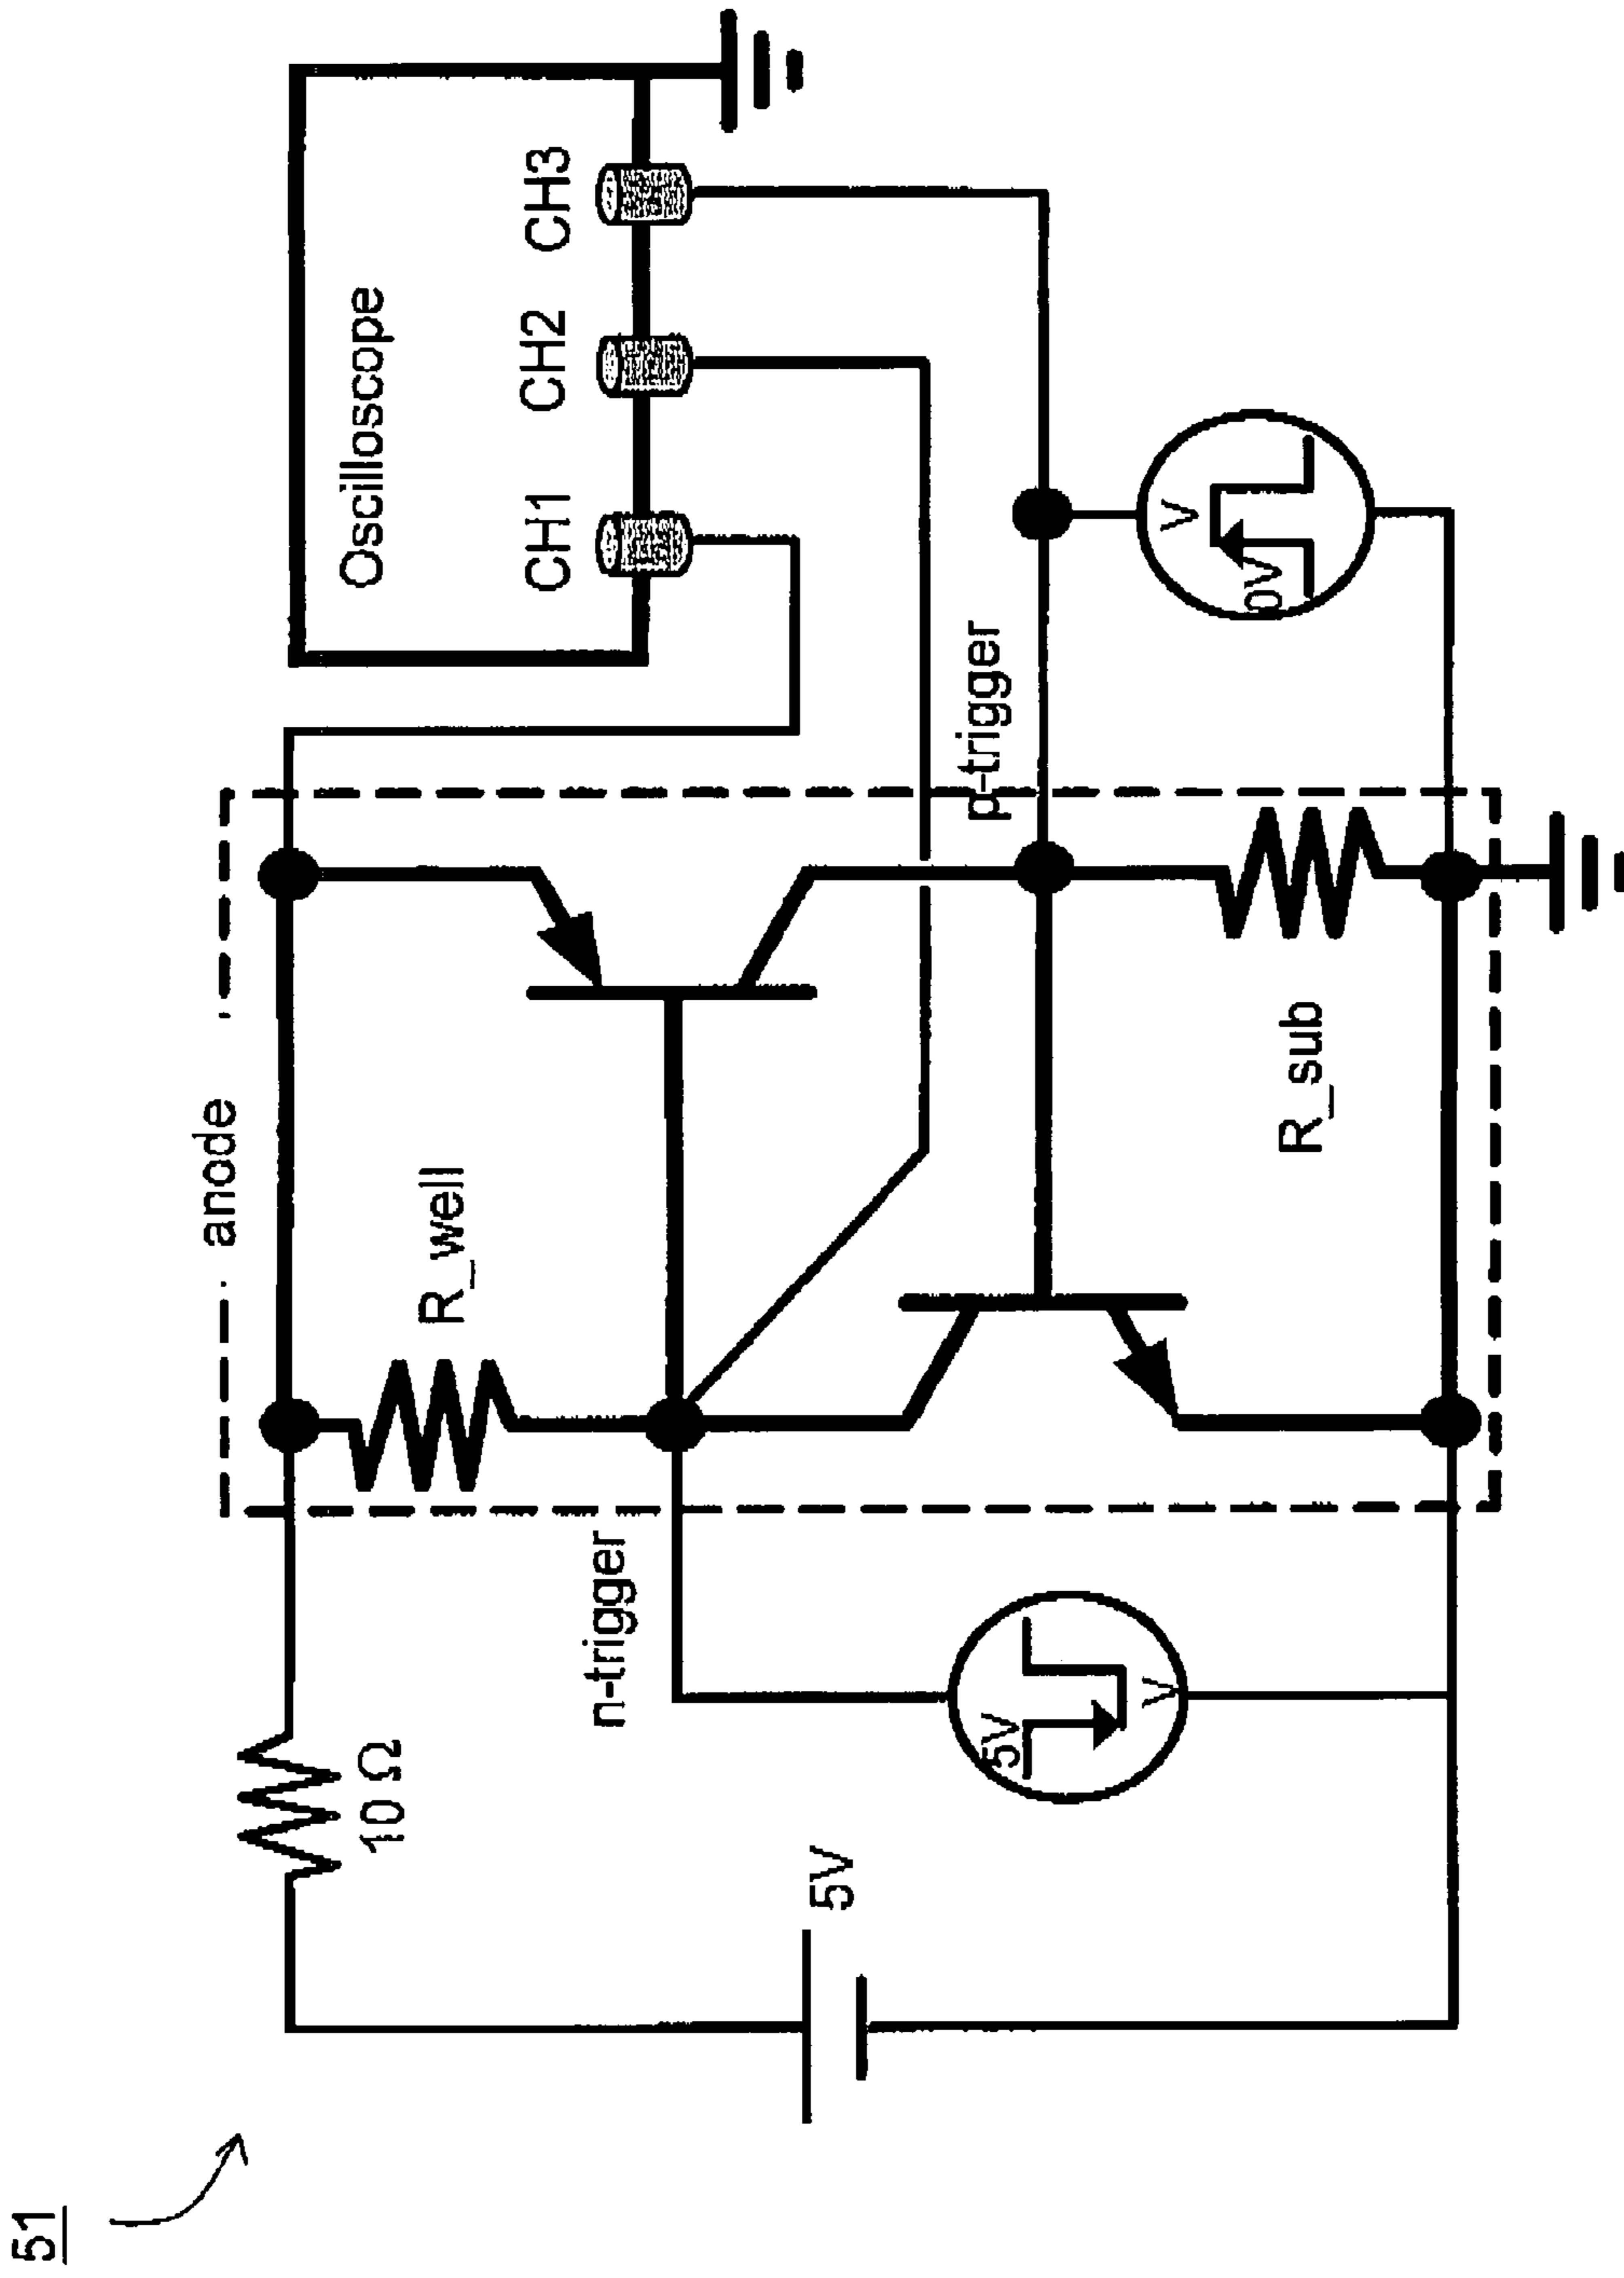 51
anode
Oscilloscope
CH1
CH2
CH3
10 Ω
R_well
n-trigger
p-trigger
5V
5V
V
R_sub
V
0V